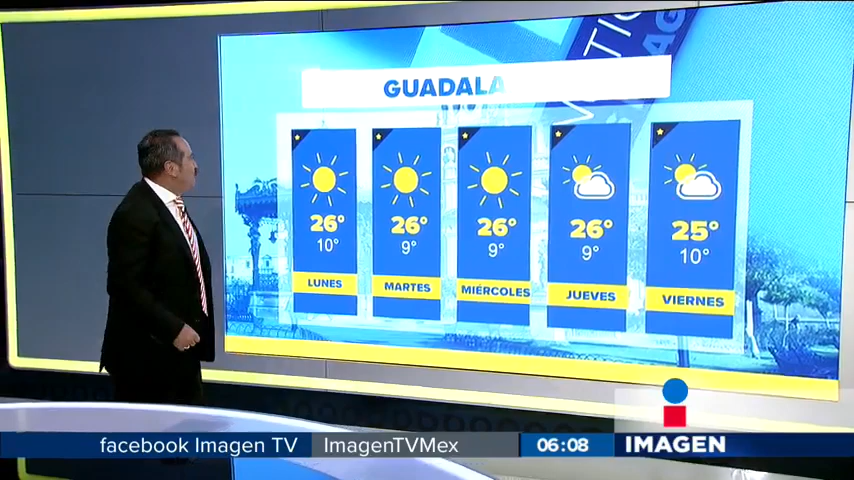 GUADALA
26° 26° 26° 26° 25°
10° 9° 9° 9° 10°
LUNES MARTES MIÉRCOLES JUEVES VIERNES
facebook Imagen TV ImagenTVMex 06:08 IMAGEN